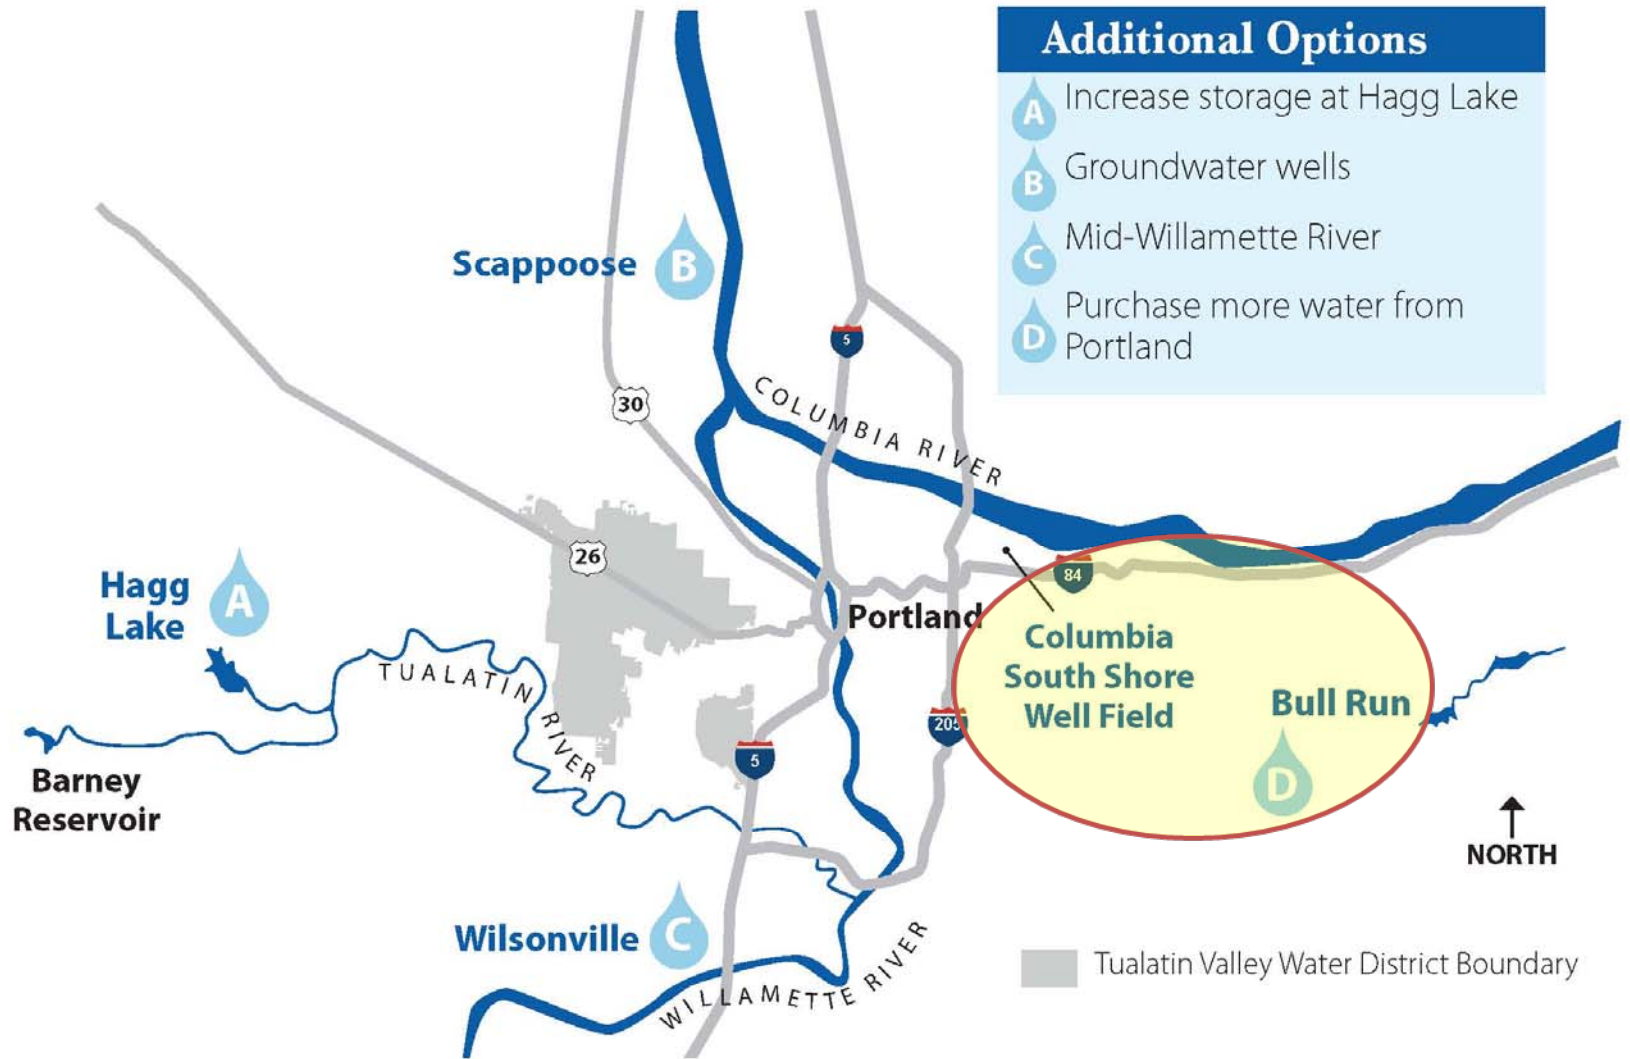 Additional Options
A Increase storage at Hagg Lake
B Groundwater wells
C Mid-Willamette River
D Purchase more water from
Portland
Scappoose B
5
30
COLUMBIA RIVER
26
Hagg
Lake
A
84
Portland
Columbia
South Shore
Well Field
TUALATIN RIVER
Bull Run
205
5
D
Barney
Reservoir
NORTH
Wilsonville C
WILLAMETTE RIVER
Tualatin Valley Water District Boundary